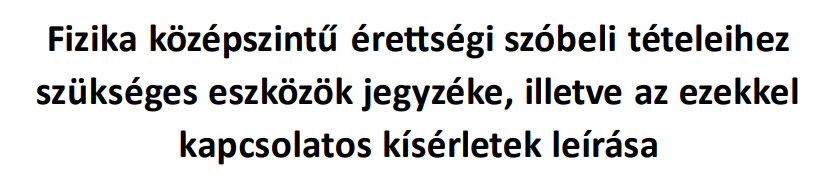 Fizika középszintű érettségi szóbeli tételeihez
szükséges eszközök jegyzéke, illetve az ezekkel
kapcsolatos kísérletek leírása